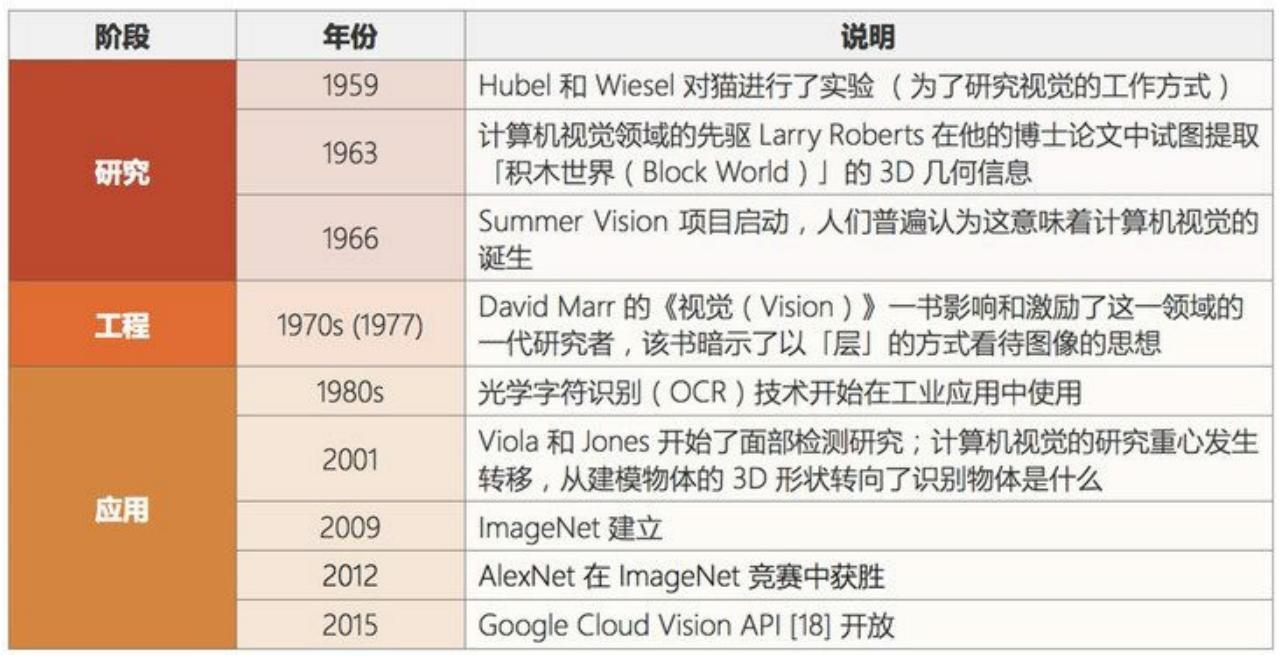 阶段 年份 说明
研究
1959 Hubel 和 Wiesel 对猫进行了实验（为了研究视觉的工作方式）
1963 计算机视觉领域的先驱 Larry Roberts 在他的博士论文中试图提取
「积木世界（Block World）」的 3D 几何信息
1966 Summer Vision 项目启动，人们普遍认为这意味着计算机视觉的
诞生
工程
1970s (1977) David Marr 的《视觉（Vision）》一书影响和激励了这一领域的
一代研究者，该书暗示了以「层」的方式看待图像的思想
应用
1980s 光学字符识别（OCR）技术开始在工业应用中使用
2001 Viola 和 Jones 开始了面部检测研究；计算机视觉的研究重心发生
转移，从建模物体的 3D 形状转向了识别物体是什么
2009 ImageNet 建立
2012 AlexNet 在 ImageNet 竞赛中获胜
2015 Google Cloud Vision API [18] 开放